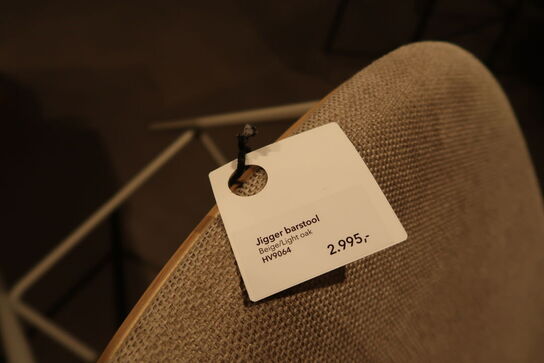 Jigger barstool
Beige/Light oak
HV9064
2.995,-